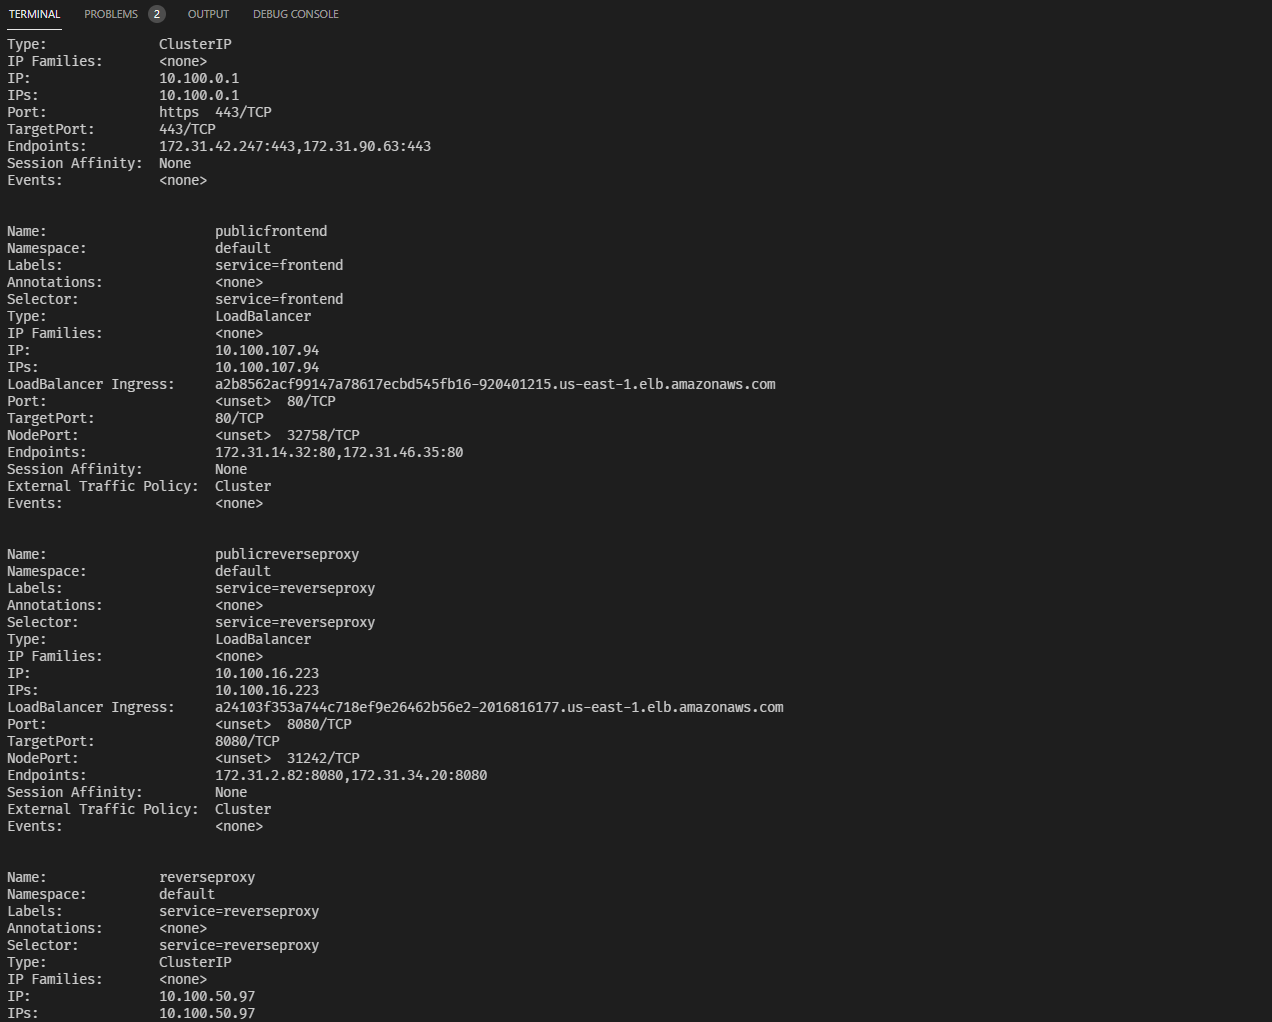 TERMINAL PROBLEMS 2 OUTPUT DEBUG CONSOLE
Type:              ClusterIP
IP Families:       <none>
IP:                10.100.0.1
IPs:               10.100.0.1
Port:              https  443/TCP
TargetPort:        443/TCP
Endpoints:         172.31.42.247:443,172.31.90.63:443
Session Affinity:  None
Events:            <none>
Name:                     publicfrontend
Namespace:                default
Labels:                   service=frontend
Annotations:              <none>
Selector:                 service=frontend
Type:                     LoadBalancer
IP Families:              <none>
IP:                       10.100.107.94
IPs:                      10.100.107.94
LoadBalancer Ingress:     a2b8562acf99147a78617ecbd545fb16-920401215.us-east-1.elb.amazonaws.com
Port:                     <unset>  80/TCP
TargetPort:               80/TCP
NodePort:                 <unset>  32758/TCP
Endpoints:                172.31.14.32:80,172.31.46.35:80
Session Affinity:         None
External Traffic Policy:  Cluster
Events:                   <none>
Name:                     publicreverseproxy
Namespace:                default
Labels:                   service=reverseproxy
Annotations:              <none>
Selector:                 service=reverseproxy
Type:                     LoadBalancer
IP Families:              <none>
IP:                       10.100.16.223
IPs:                      10.100.16.223
LoadBalancer Ingress:     a24103f353a744c718ef9e26462b56e2-2016816177.us-east-1.elb.amazonaws.com
Port:                     <unset>  8080/TCP
TargetPort:               8080/TCP
NodePort:                 <unset>  31242/TCP
Endpoints:                172.31.2.82:8080,172.31.34.20:8080
Session Affinity:         None
External Traffic Policy:  Cluster
Events:                   <none>
Name:              reverseproxy
Namespace:         default
Labels:            service=reverseproxy
Annotations:       <none>
Selector:          service=reverseproxy
Type:              ClusterIP
IP Families:       <none>
IP:                10.100.50.97
IPs:               10.100.50.97